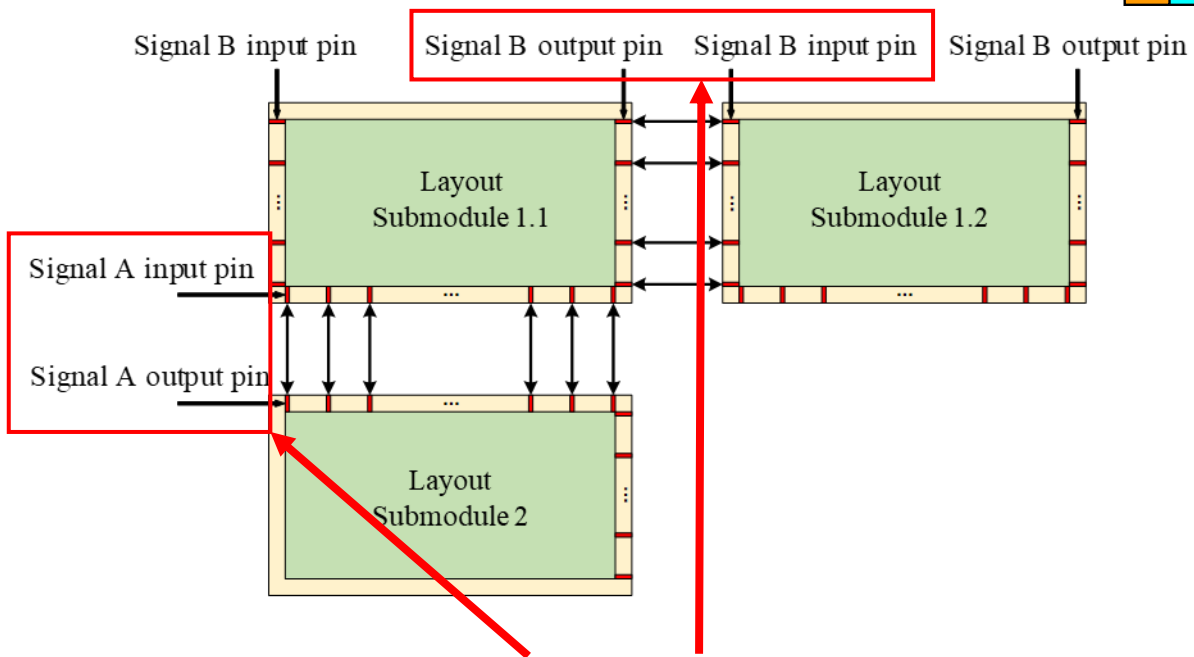 Signal B input pin
Signal B output pin
Signal B input pin
Signal B output pin
Layout
Submodule 1.1
Layout
Submodule 1.2
Signal A input pin
...
...
Signal A output pin
...
Layout
Submodule 2